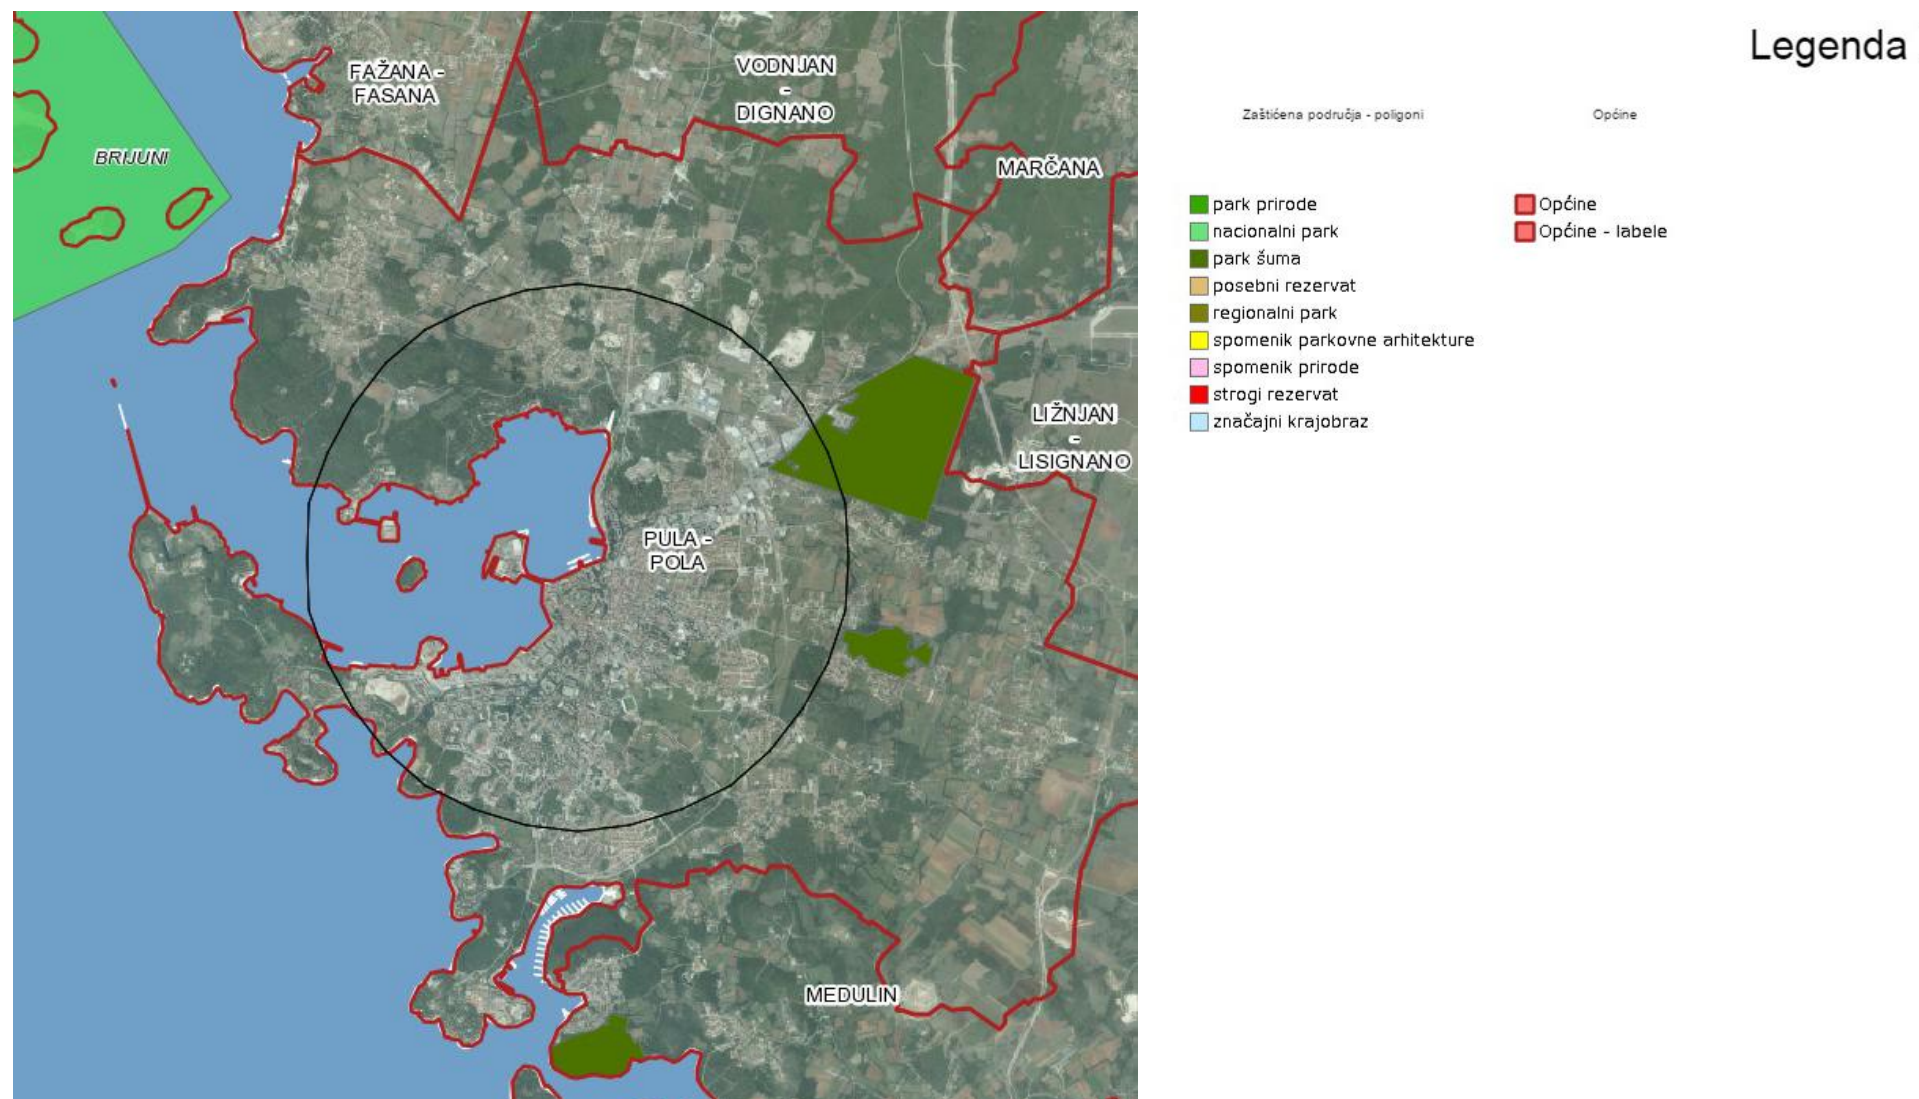 FAŽANA -
FASANA
VODNJAN
-
DIGNANO
BRIJUNI
MARČANA
LIŽNJAN
-
LISIGNANO
PULA -
POLA
MEDULIN
Legenda
Zaštićena područja - poligoni
park prirode
nacionalni park
park šuma
posebni rezervat
regionalni park
spomenik parkovne arhitekture
spomenik prirode
strogi rezervat
značajni krajobraz
Općine
Općine
Općine - labele